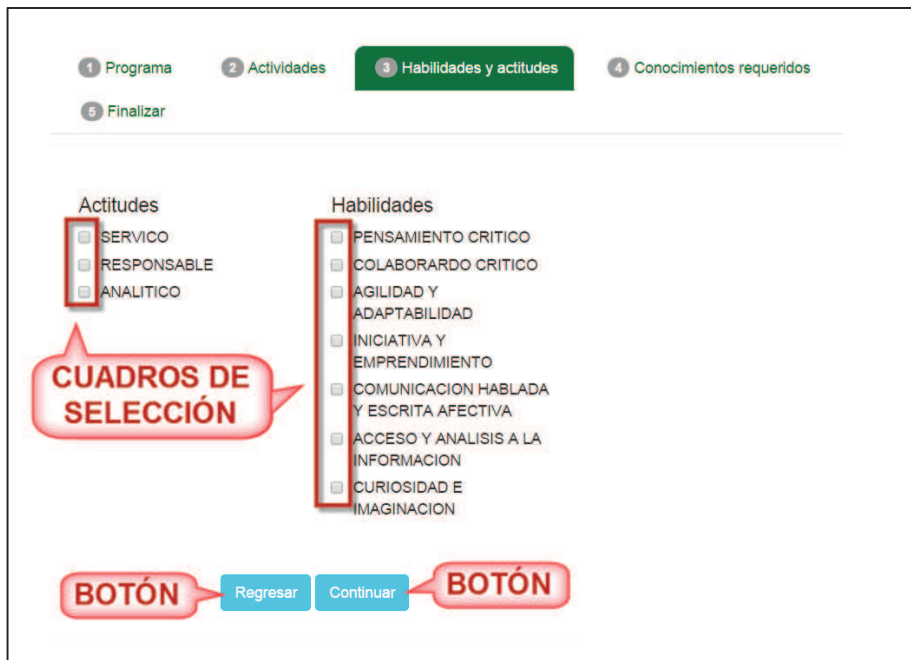 1 Programa
2 Actividades
3 Habilidades y actitudes
4 Conocimientos requeridos
5 Finalizar
Actitudes
SERVICO
RESPONSABLE
ANALITICO
Habilidades
PENSAMIENTO CRITICO
COLABORARDO CRITICO
AGILIDAD Y
ADAPTABILIDAD
INICIATIVA Y
EMPRENDIMIENTO
COMUNICACION HABLADA
Y ESCRITA AFECTIVA
ACCESO Y ANALISIS A LA
INFORMACION
CURIOSIDAD E
IMAGINACION
CUADROS DE
SELECCIÓN
BOTÓN
Regresar
Continuar
BOTÓN